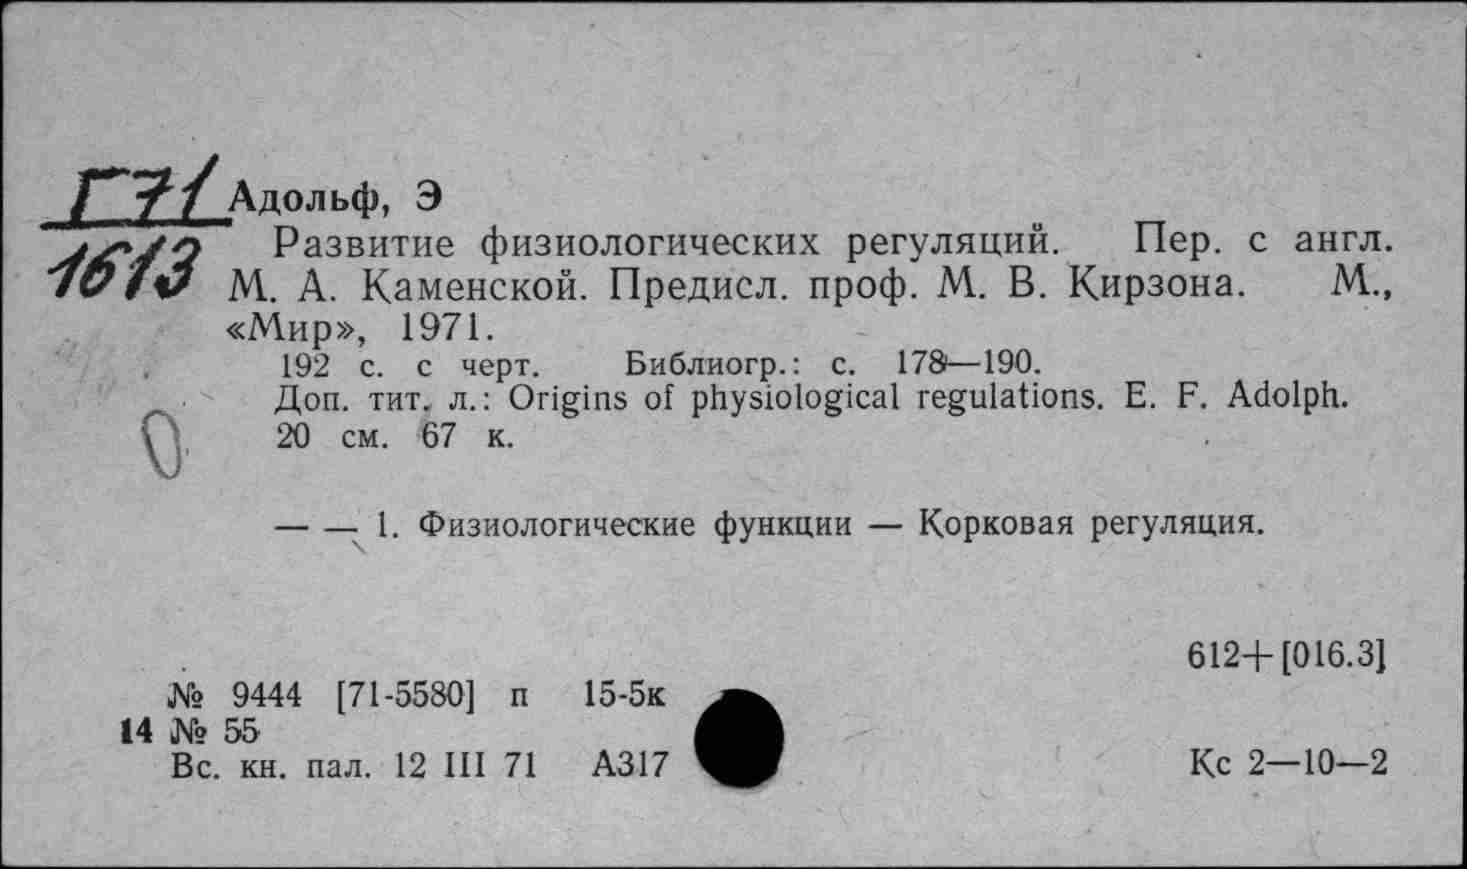 Г71
1613
Адольф, Э
Развитие физиологических регуляций. Пер. с англ.
М. А. Каменской. Предисл. проф. М. В. Кирзона. М.,
«Мир», 1971.
192 с. с черт. Библиогр.: с. 178—190.
Доп. тит. л.: Origins of physiological regulations. E. F. Adolph.
20 см. 67 к.
— — 1. Физиологические функции — Корковая регуляция.
612+[016.3]
№ 9444 [71-5580] п 15-5к
14 № 55
Вс. кн. пал. 12 III 71 А317
Кс 2—10—2